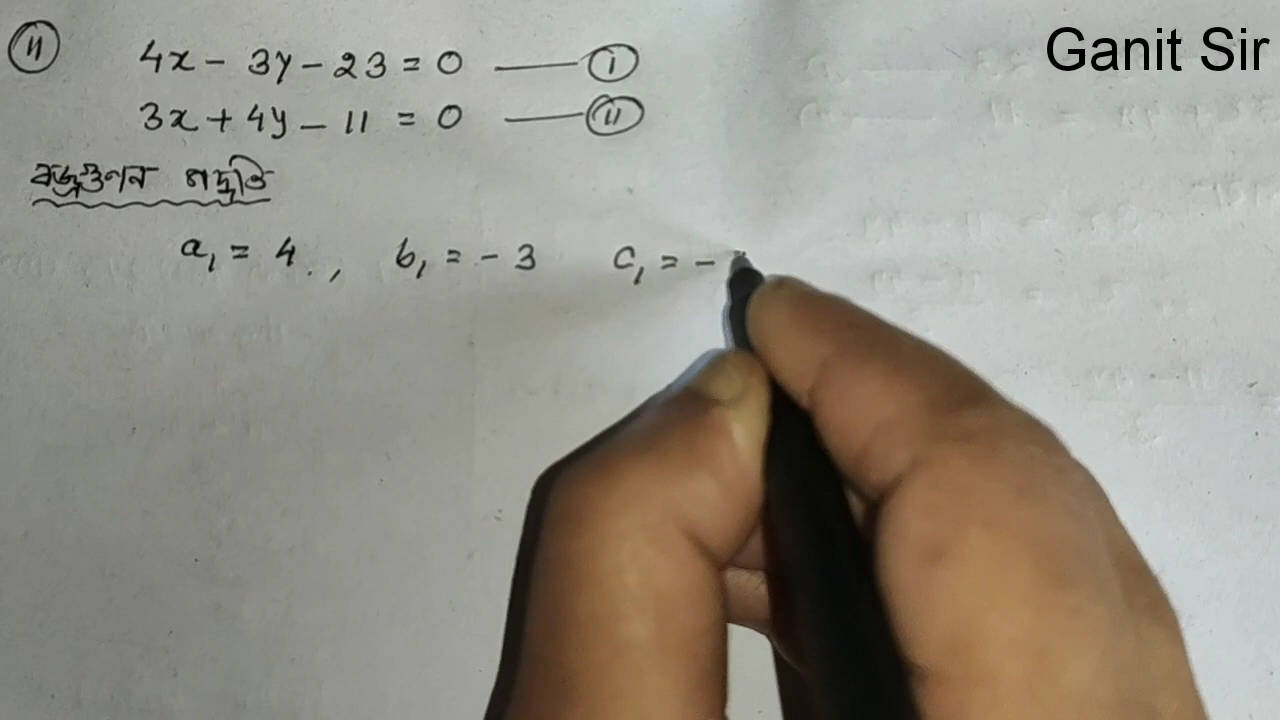 Ganit Sir
(ii) 4x - 3y - 23 = 0 —— (i)
3x + 4y - 11 = 0 —— (ii)
বজ্রগুণন পদ্ধতি
a₁ = 4 , b₁ = - 3 c₁ = -